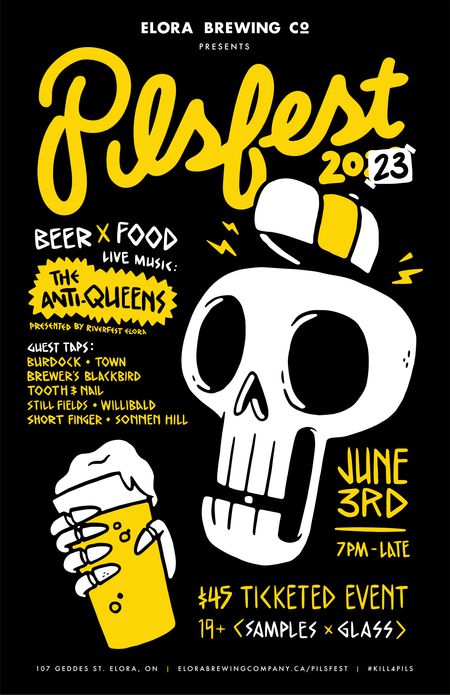 ELORA BREWING CO
PRESENTS
Pilsfest
2023
BEER X FOOD
LIVE MUSIC:
THE
ANTI-QUEENS
PRESENTED BY RIVERFEST ELORA
GUEST TAPS:
BURDOCK • TOWN
BREWER'S BLACKBIRD
TOOTH & NAIL
STILL FIELDS • WILLIBALD
SHORT FINGER • SONNEN HILL
JUNE
3RD
7PM-LATE
$45 TICKETED EVENT
19+ <SAMPLES x GLASS>
107 GEDDES ST. ELORA, ON | ELORABREWINGCOMPANY.CA/PILSFEST | #KILL4PILS